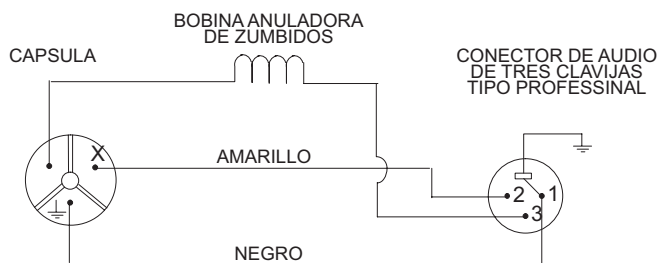 BOBINA ANULADORA
DE ZUMBIDOS
CAPSULA
CONECTOR DE AUDIO
DE TRES CLAVIJAS
TIPO PROFESSINAL
X
AMARILLO
2
1
3
NEGRO